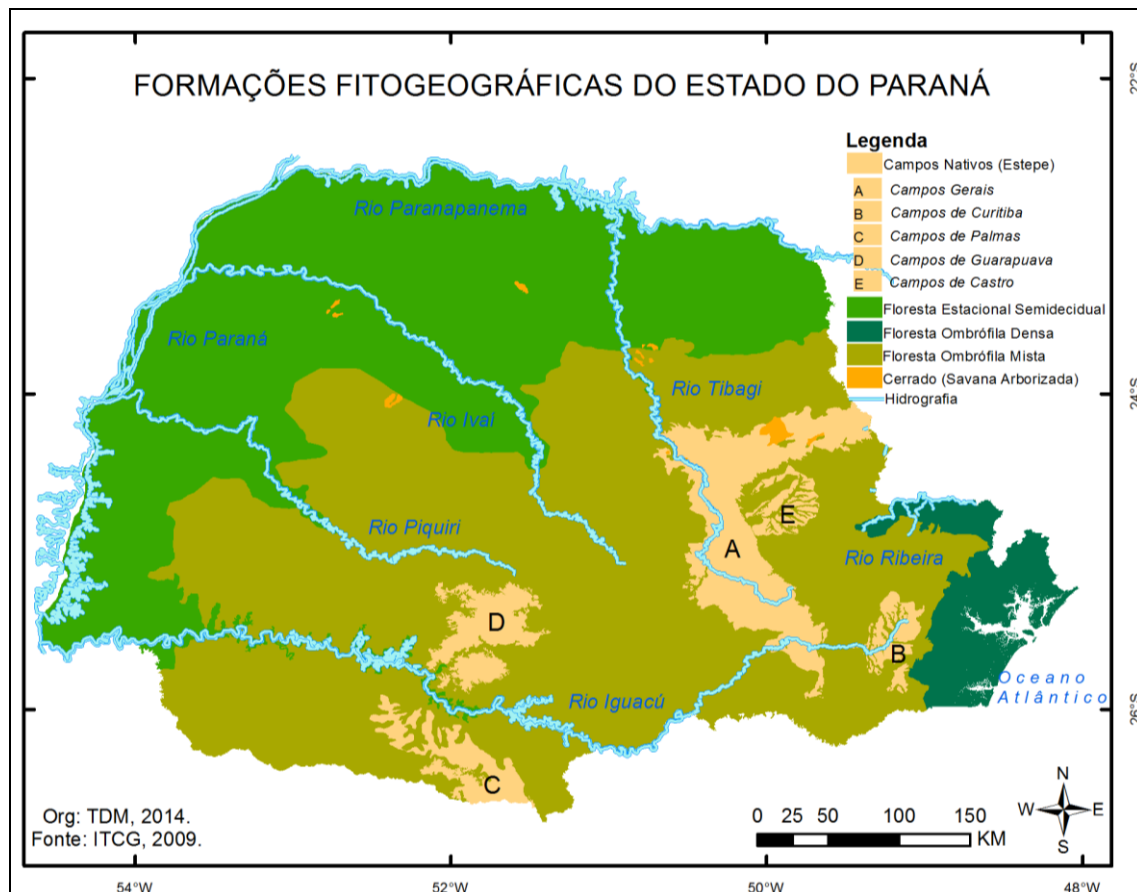 FORMAÇÕES FITOGEOGRÁFICAS DO ESTADO DO PARANÁ
22°S
Legenda
Campos Nativos (Estepe)
A Campos Gerais
B Campos de Curitiba
C Campos de Palmas
D Campos de Guarapuava
E Campos de Castro
Floresta Estacional Semidecidual
Floresta Ombrófila Densa
Floresta Ombrófila Mista
Cerrado (Savana Arborizada)
Hidrografia
Rio Paranapanema
Rio Paraná
Rio Tibagi
24°S
Rio Ival
Rio Piquiri
E
A
Rio Ribeira
D
B
Rio Iguacú
Oceano
Atlântico
26°S
C
N
W E
S
0 25 50 100 150
KM
Org: TDM, 2014.
Fonte: ITCG, 2009.
54°W 52°W 50°W 48°W